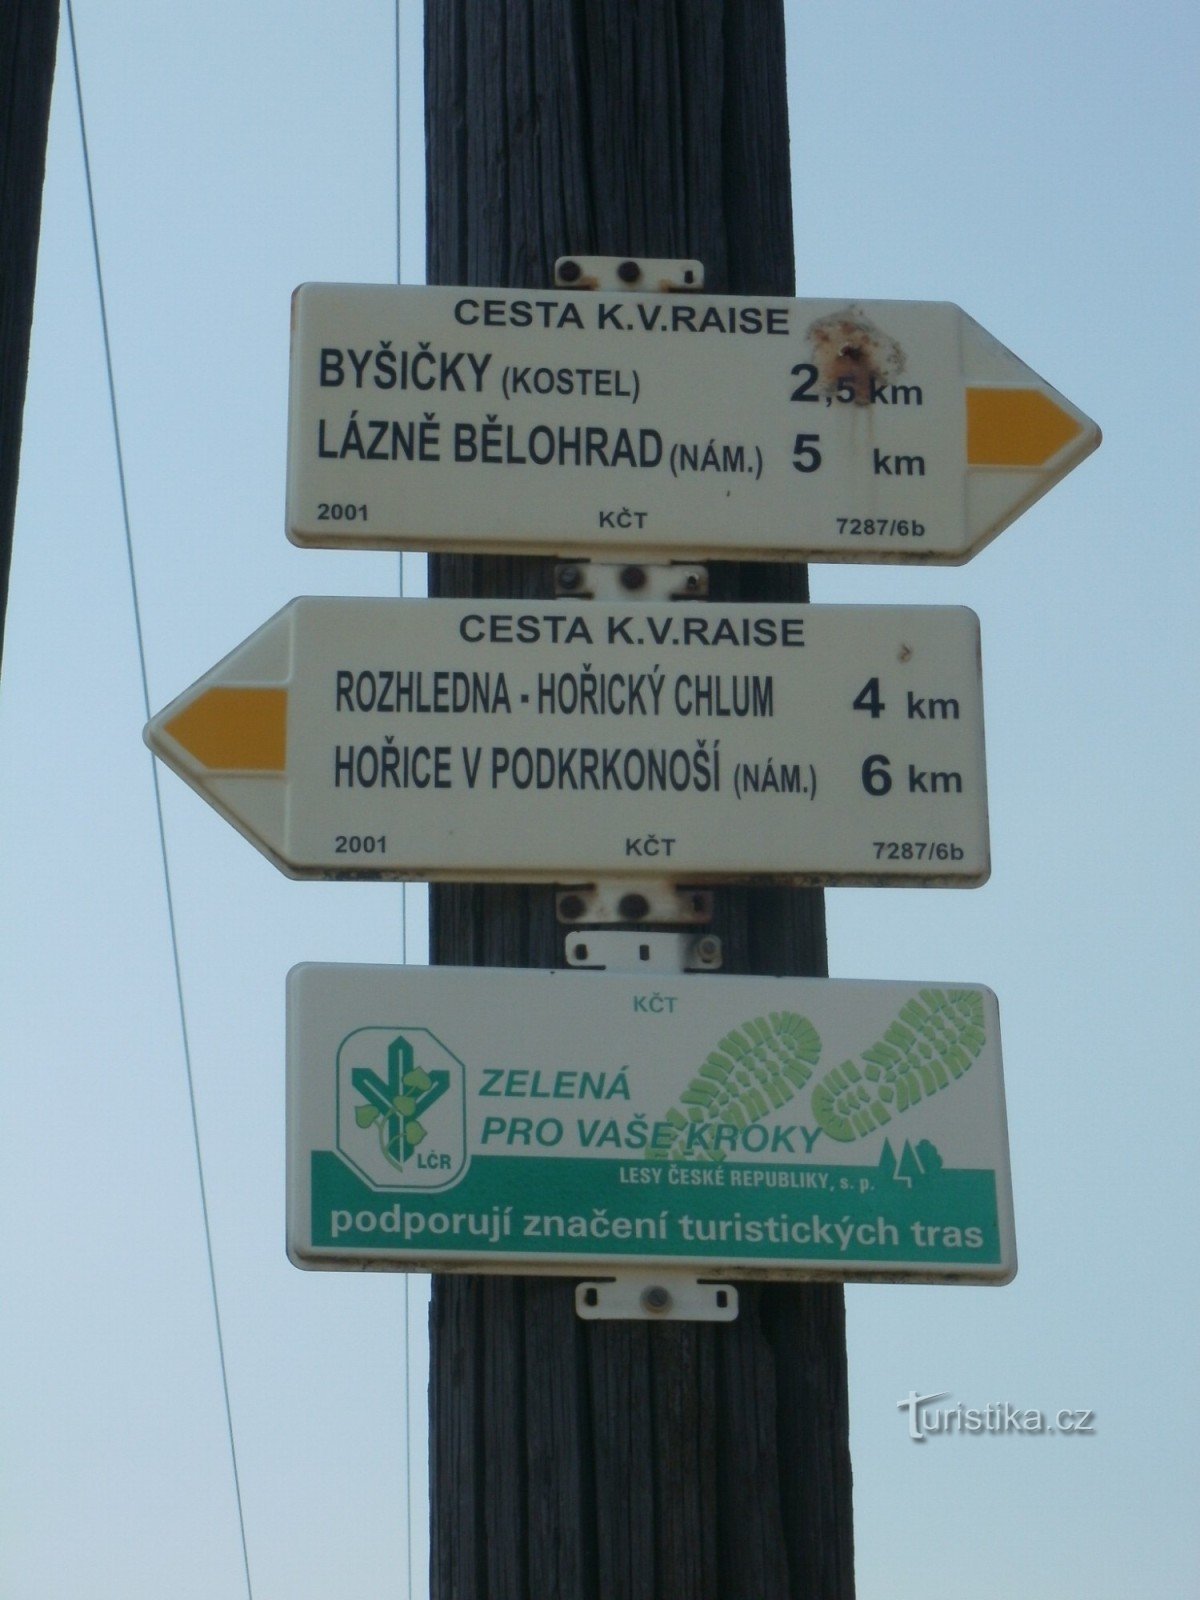 CESTA K.V.RAISE
BYŠIČKY (KOSTEL) 2,5 km
LÁZNĚ BĚLOHRAD (NÁM.) 5 km
2001 KČT 7287/6b
CESTA K.V.RAISE
ROZHLEDNA - HOŘICKÝ CHLUM 4 km
HOŘICE V PODKRKONOŠÍ (NÁM.) 6 km
2001 KČT 7287/6b
KČT
ZELENÁ
PRO VAŠE KROKY
LČR
LESY ČESKÉ REPUBLIKY, s. p.
podporují značení turistických tras
Turistika.cz